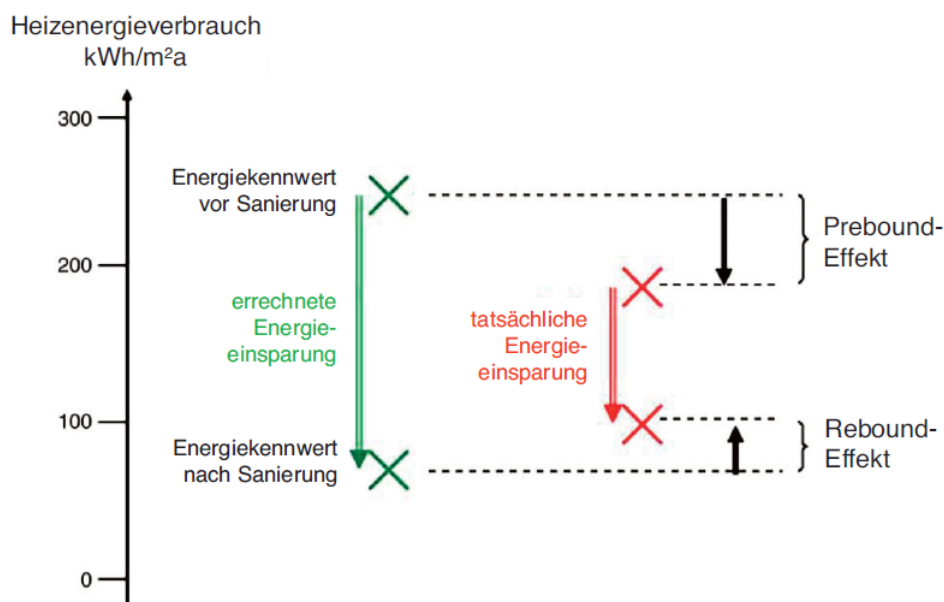 Heizenergieverbrauch
kWh/m²a
300
Energiekennwert
vor Sanierung
Prebound-
Effekt
200
errechnete
Energie-
einsparung
tatsächliche
Energie-
einsparung
100
Energiekennwert
nach Sanierung
Rebound-
Effekt
0